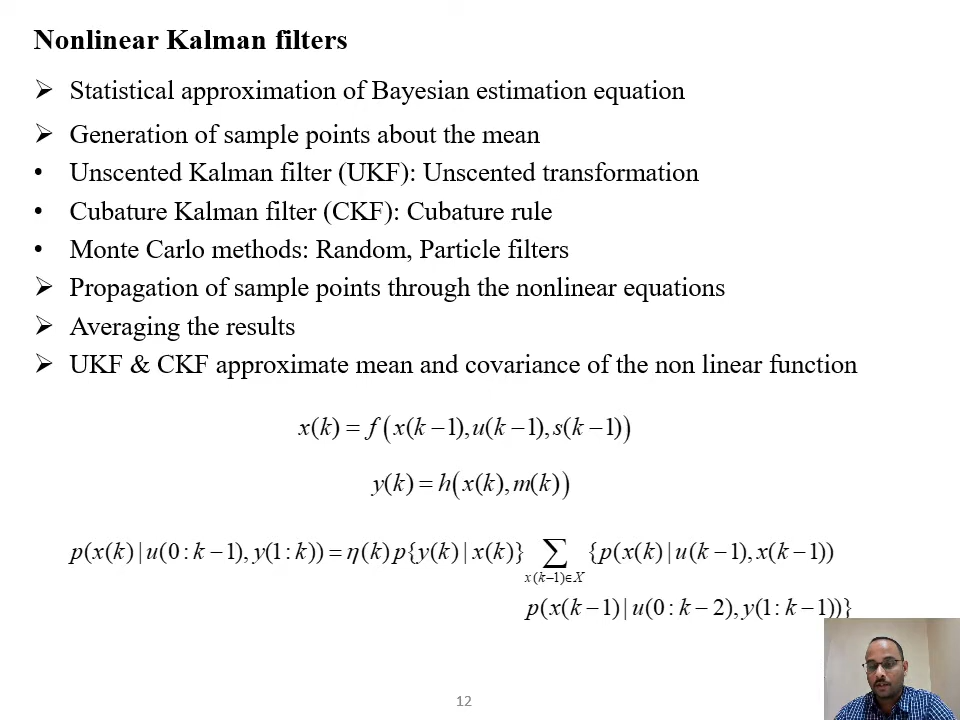 Nonlinear Kalman filters
➢ Statistical approximation of Bayesian estimation equation
➢ Generation of sample points about the mean
• Unscented Kalman filter (UKF): Unscented transformation
• Cubature Kalman filter (CKF): Cubature rule
• Monte Carlo methods: Random, Particle filters
➢ Propagation of sample points through the nonlinear equations
➢ Averaging the results
➢ UKF & CKF approximate mean and covariance of the non linear function
x(k) = f(x(k−1),u(k−1),s(k−1))
y(k) = h(x(k),m(k))
p(x(k)|u(0:k−1),y(1:k)) = η(k)p{y(k)|x(k)} ∑ {p(x(k)|u(k−1),x(k−1))
x(k−1)∈X
p(x(k−1)|u(0:k−2),y(1:k−1))}
12